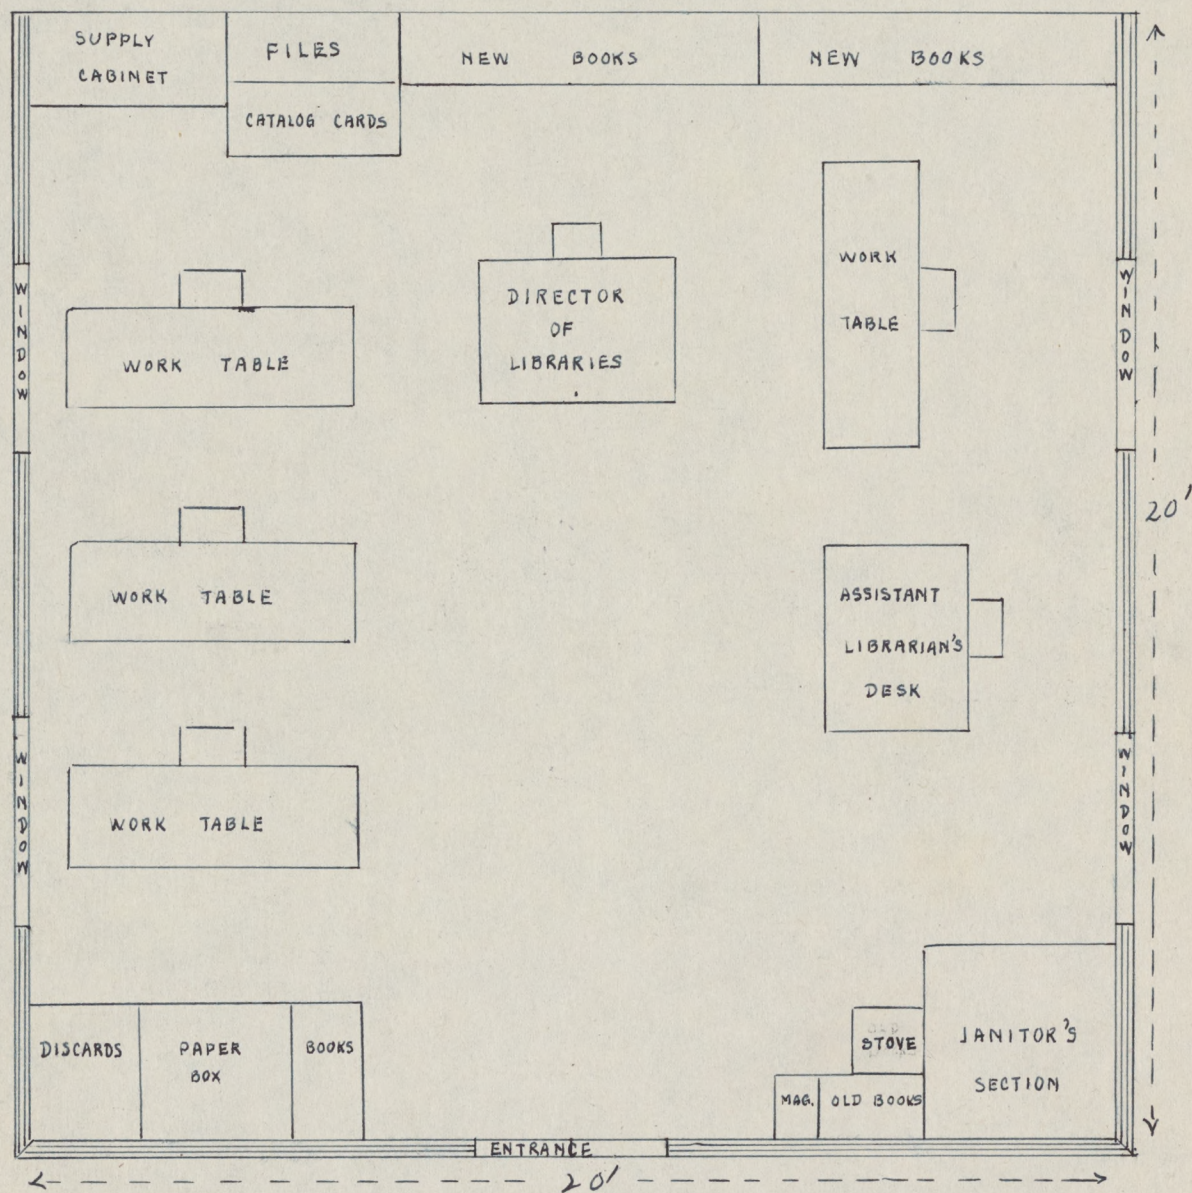 SUPPLY
CABINET
FILES
CATALOG CARDS
NEW BOOKS
NEW BOOKS
WINDOW
WORK TABLE
DIRECTOR
OF
LIBRARIES
WORK
TABLE
WINDOW
20'
WORK TABLE
ASSISTANT
LIBRARIAN'S
DESK
WINDOW
WORK TABLE
WINDOW
DISCARDS
PAPER
BOX
BOOKS
STOVE
MAG.
OLD BOOKS
JANITOR'S
SECTION
ENTRANCE
20'